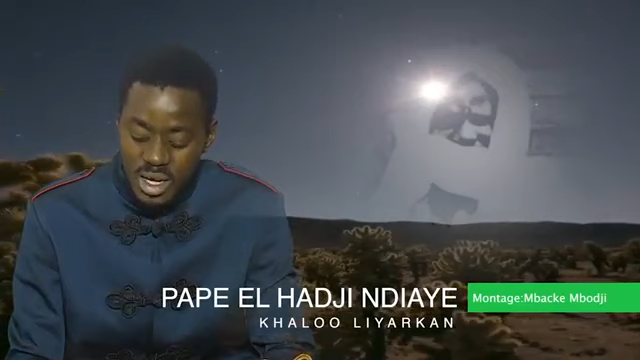 PAPE EL HADJI NDIAYE
Montage:Mbacke Mbodji
KHALOO LIYARKAN